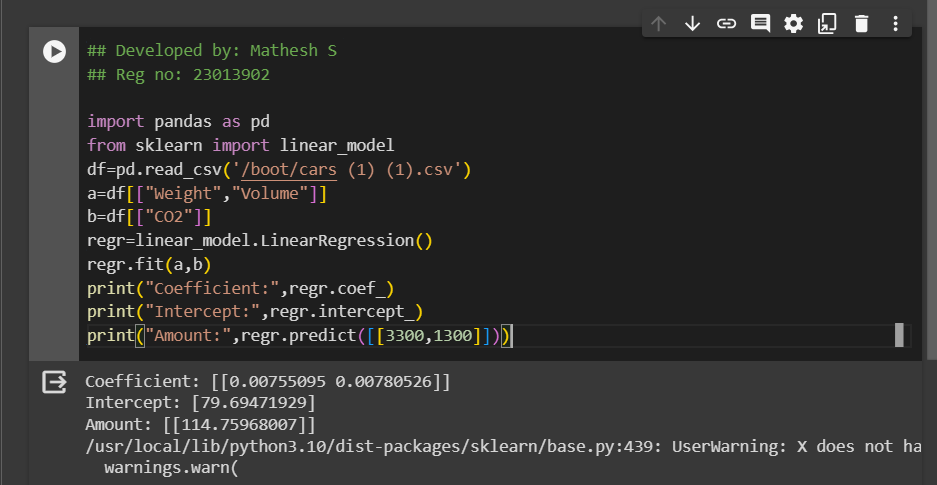 ## Developed by: Mathesh S
## Reg no: 23013902
import pandas as pd
from sklearn import linear_model
df=pd.read_csv('/boot/cars (1) (1).csv')
a=df[["Weight","Volume"]]
b=df[["CO2"]]
regr=linear_model.LinearRegression()
regr.fit(a,b)
print("Coefficient:",regr.coef_)
print("Intercept:",regr.intercept_)
print("Amount:",regr.predict([[3300,1300]]))
Coefficient: [[0.00755095 0.00780526]]
Intercept: [79.69471929]
Amount: [[114.75968007]]
/usr/local/lib/python3.10/dist-packages/sklearn/base.py:439: UserWarning: X does not ha
warnings.warn(